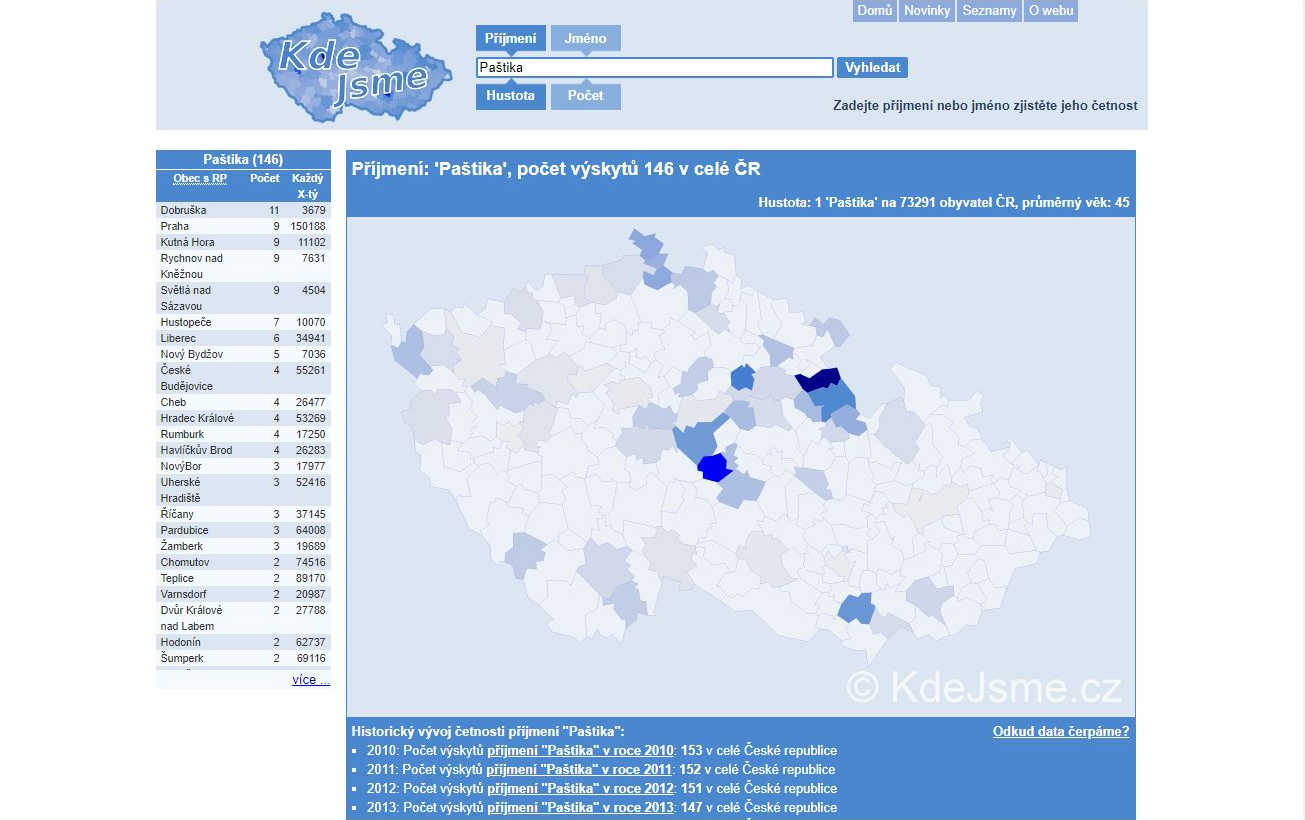 Domů Novinky Seznamy O webu
Kde
Jsme
Příjmení Jméno
Paštika Vyhledat
Hustota Počet
Zadejte příjmení nebo jméno zjistěte jeho četnost
Paštika (146)
Obec s RP Počet Každý
X-tý
Dobruška 11 3679
Praha 9 150188
Kutná Hora 9 11102
Rychnov nad 9 7631
Kněžnou
Světlá nad 9 4504
Sázavou
Hustopeče 7 10070
Liberec 6 34941
Nový Bydžov 5 7036
České 4 55261
Budějovice
Cheb 4 26477
Hradec Králové 4 53269
Rumburk 4 17250
Havlíčkův Brod 4 26283
NovýBor 3 17977
Uherské 3 52416
Hradiště
Říčany 3 37145
Pardubice 3 64008
Žamberk 3 19689
Chomutov 2 74516
Teplice 2 89170
Varnsdorf 2 20987
Dvůr Králové 2 27788
nad Labem
Hodonín 2 62737
Šumperk 2 69116
více ...
Příjmení: 'Paštika', počet výskytů 146 v celé ČR
Hustota: 1 'Paštika' na 73291 obyvatel ČR, průměrný věk: 45
© KdeJsme.cz
Historický vývoj četnosti příjmení "Paštika": Odkud data čerpáme?
▪ 2010: Počet výskytů příjmení "Paštika" v roce 2010: 153 v celé České republice
▪ 2011: Počet výskytů příjmení "Paštika" v roce 2011: 152 v celé České republice
▪ 2012: Počet výskytů příjmení "Paštika" v roce 2012: 151 v celé České republice
▪ 2013: Počet výskytů příjmení "Paštika" v roce 2013: 147 v celé České republice